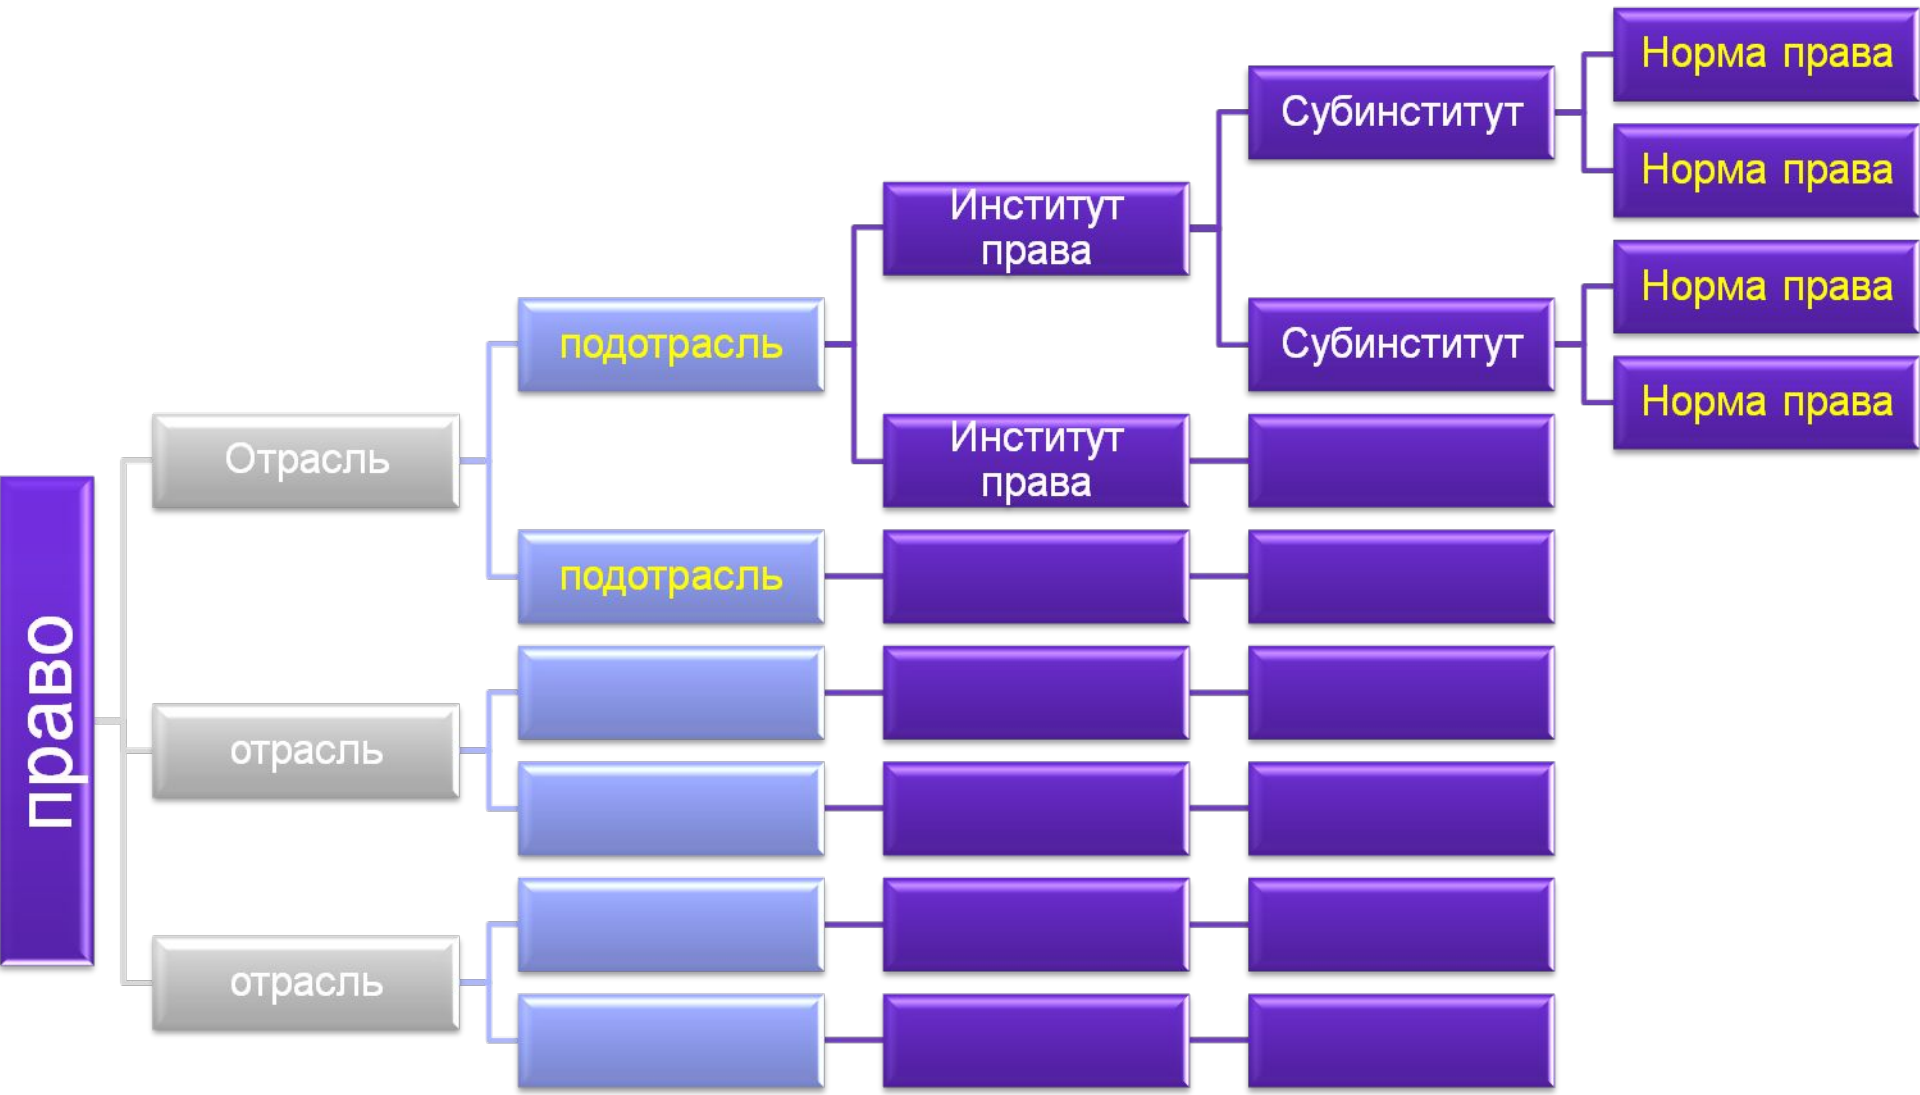 право
Отрасль
отрасль
отрасль
подотрасль
подотрасль
Институт
права
Институт
права
Субинститут
Субинститут
Норма права
Норма права
Норма права
Норма права